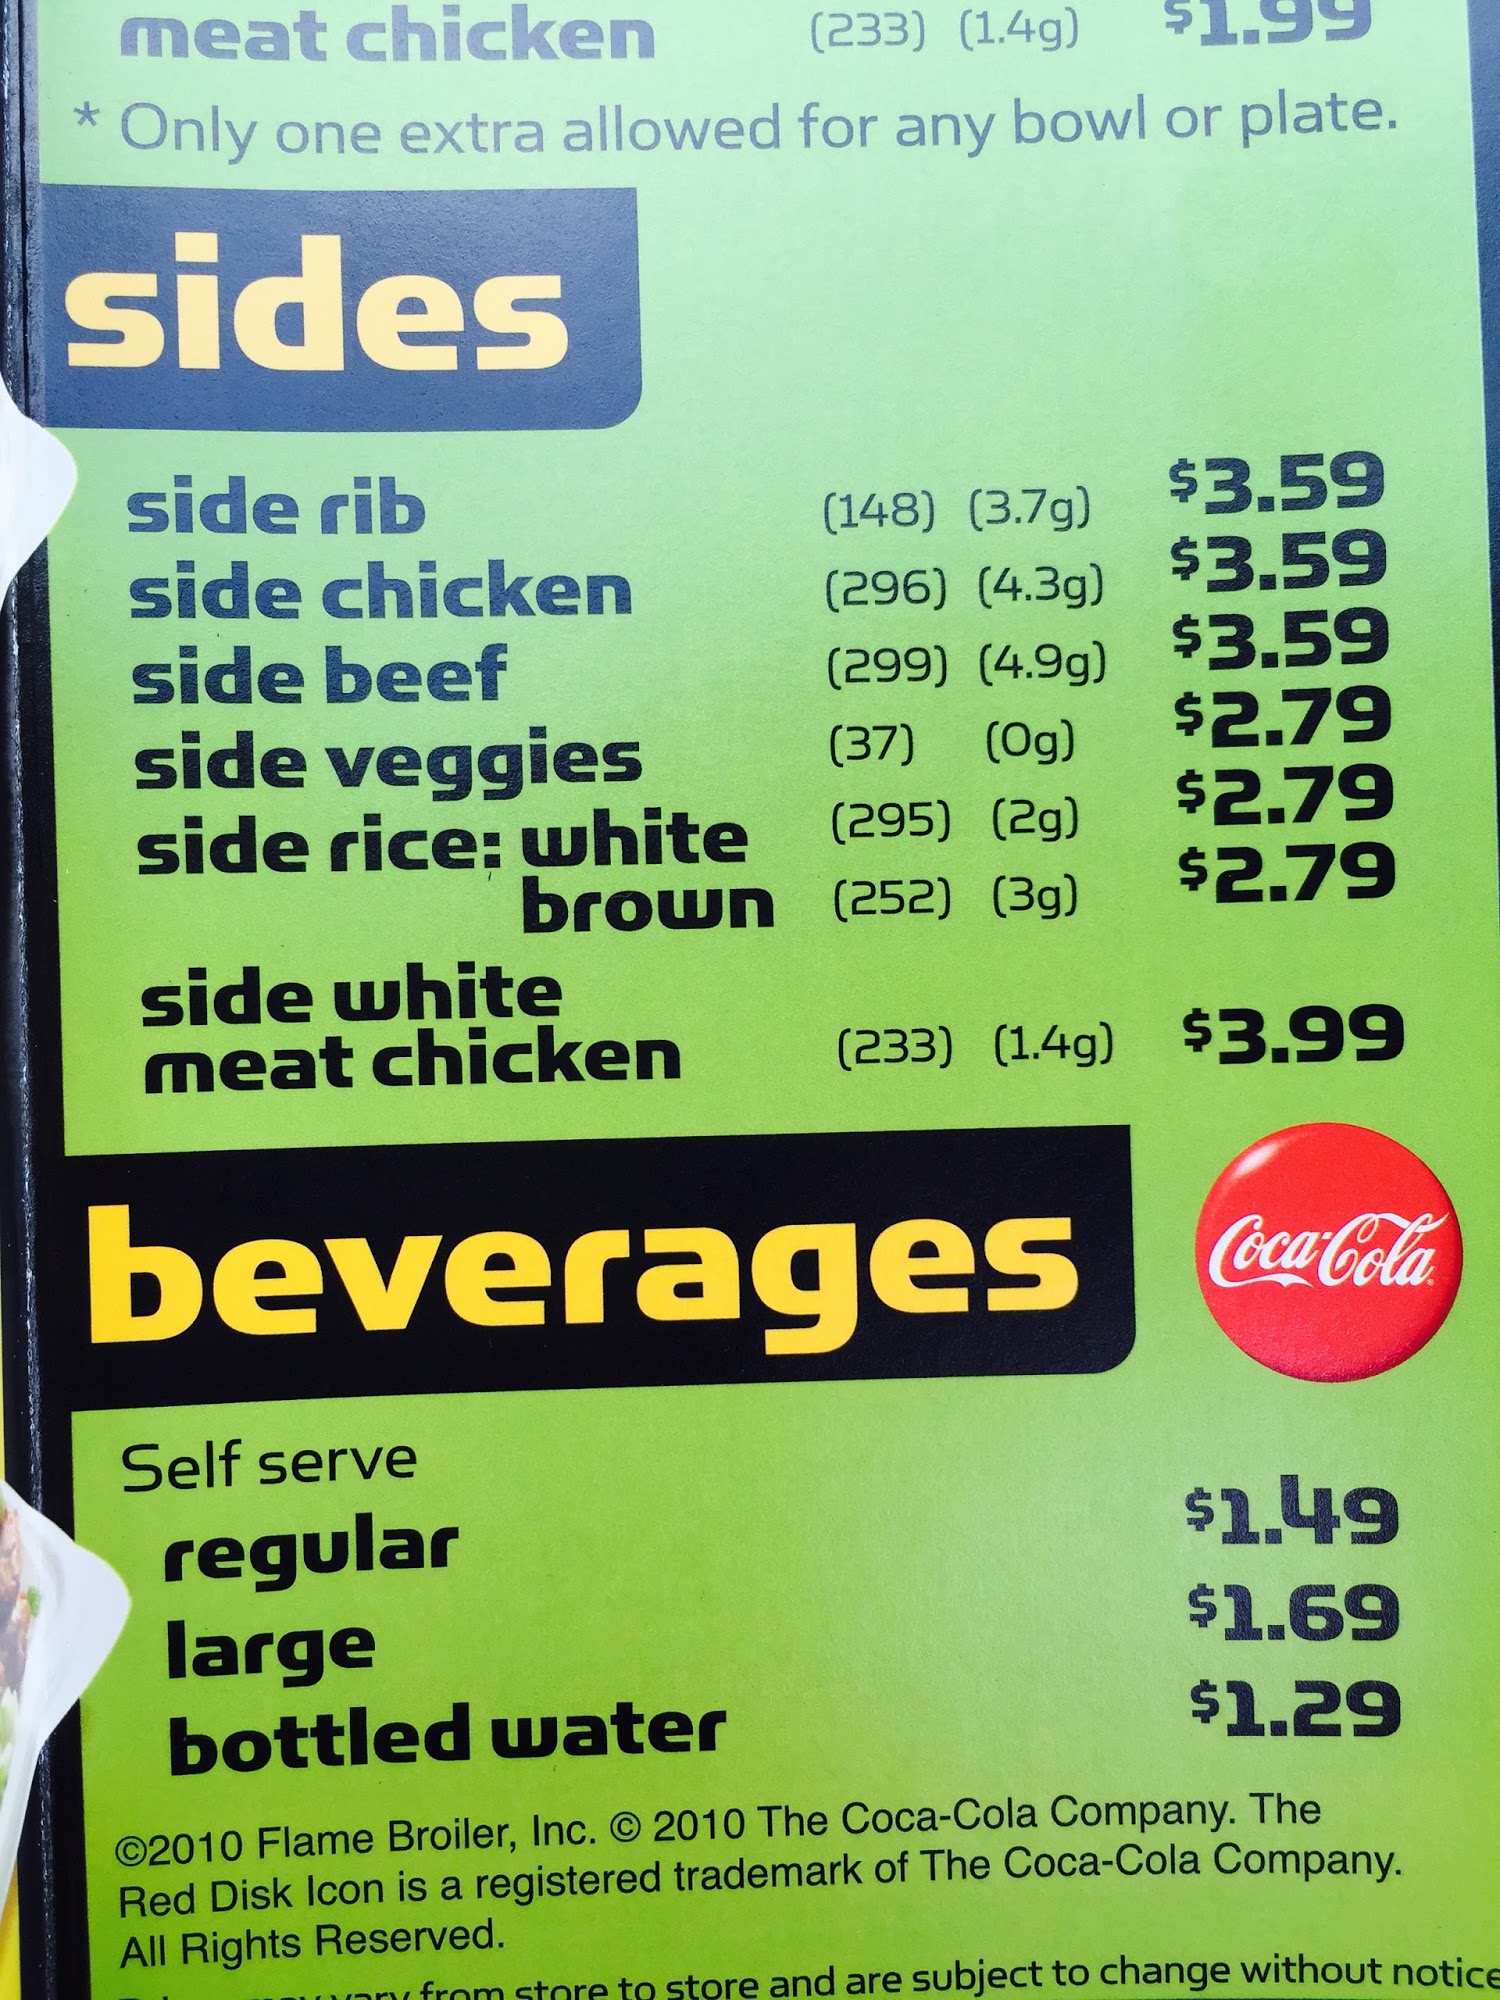 meat chicken (233) (1.4g) $1.99
* Only one extra allowed for any bowl or plate.
sides
side rib (148) (3.7g) $3.59
side chicken (296) (4.3g) $3.59
side beef (299) (4.9g) $3.59
side veggies (37) (0g) $2.79
side rice: white (295) (2g) $2.79
brown (252) (3g) $2.79
side white
meat chicken (233) (1.4g) $3.99
beverages
Coca-Cola
Self serve
regular $1.49
large $1.69
bottled water $1.29
©2010 Flame Broiler, Inc. © 2010 The Coca-Cola Company. The
Red Disk Icon is a registered trademark of The Coca-Cola Company.
All Rights Reserved.
may vary from store to store and are subject to change without notice